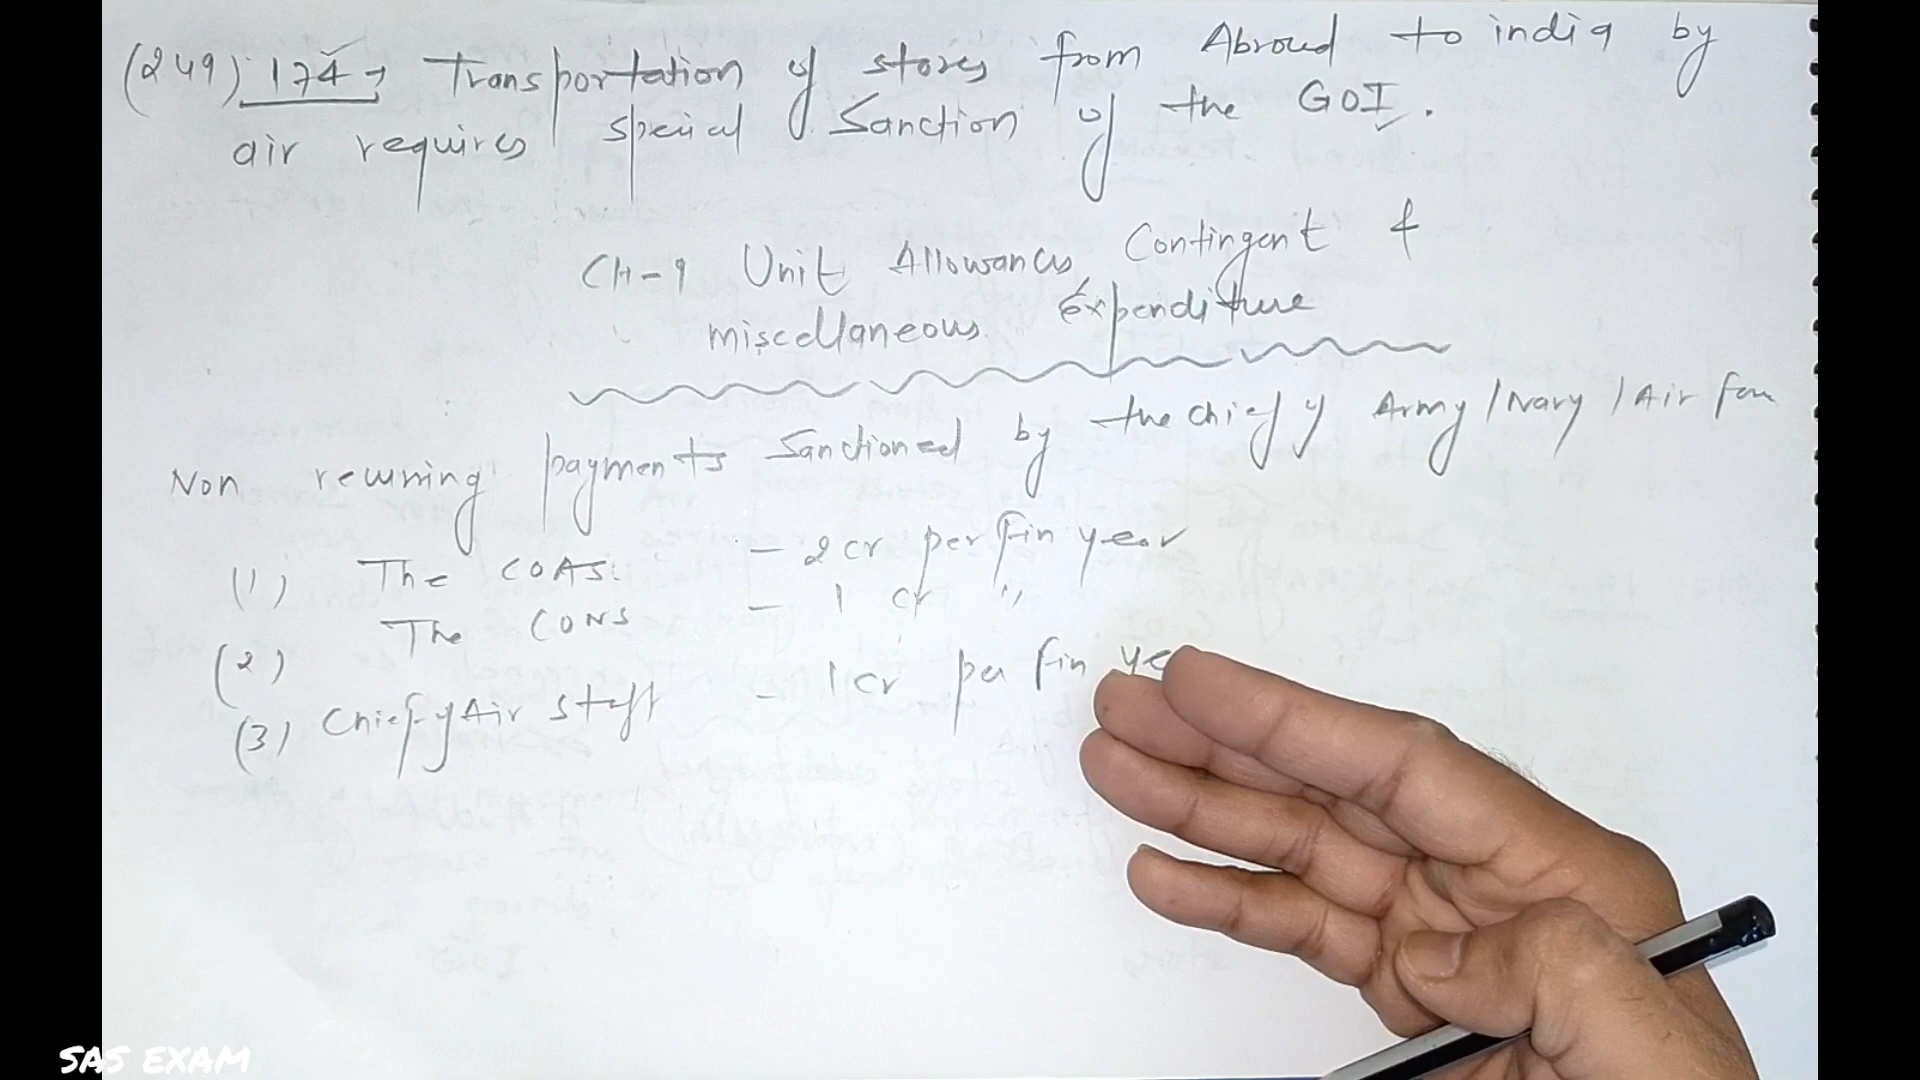 (249) 174 → Transportation of stores from Abroad to india by
air requires special Sanction of the GOI.
CH-9 Unit Allowances, Contingent &
miscellaneous Expenditure
Non recurring payments Sanctioned by the chief of Army / Navy / Air
(1) The COAS. - 2 cr per fin year
(2) The CONS - 1 cr "
(3) Chief of Air staff - 1 cr per fin
SAS EXAM